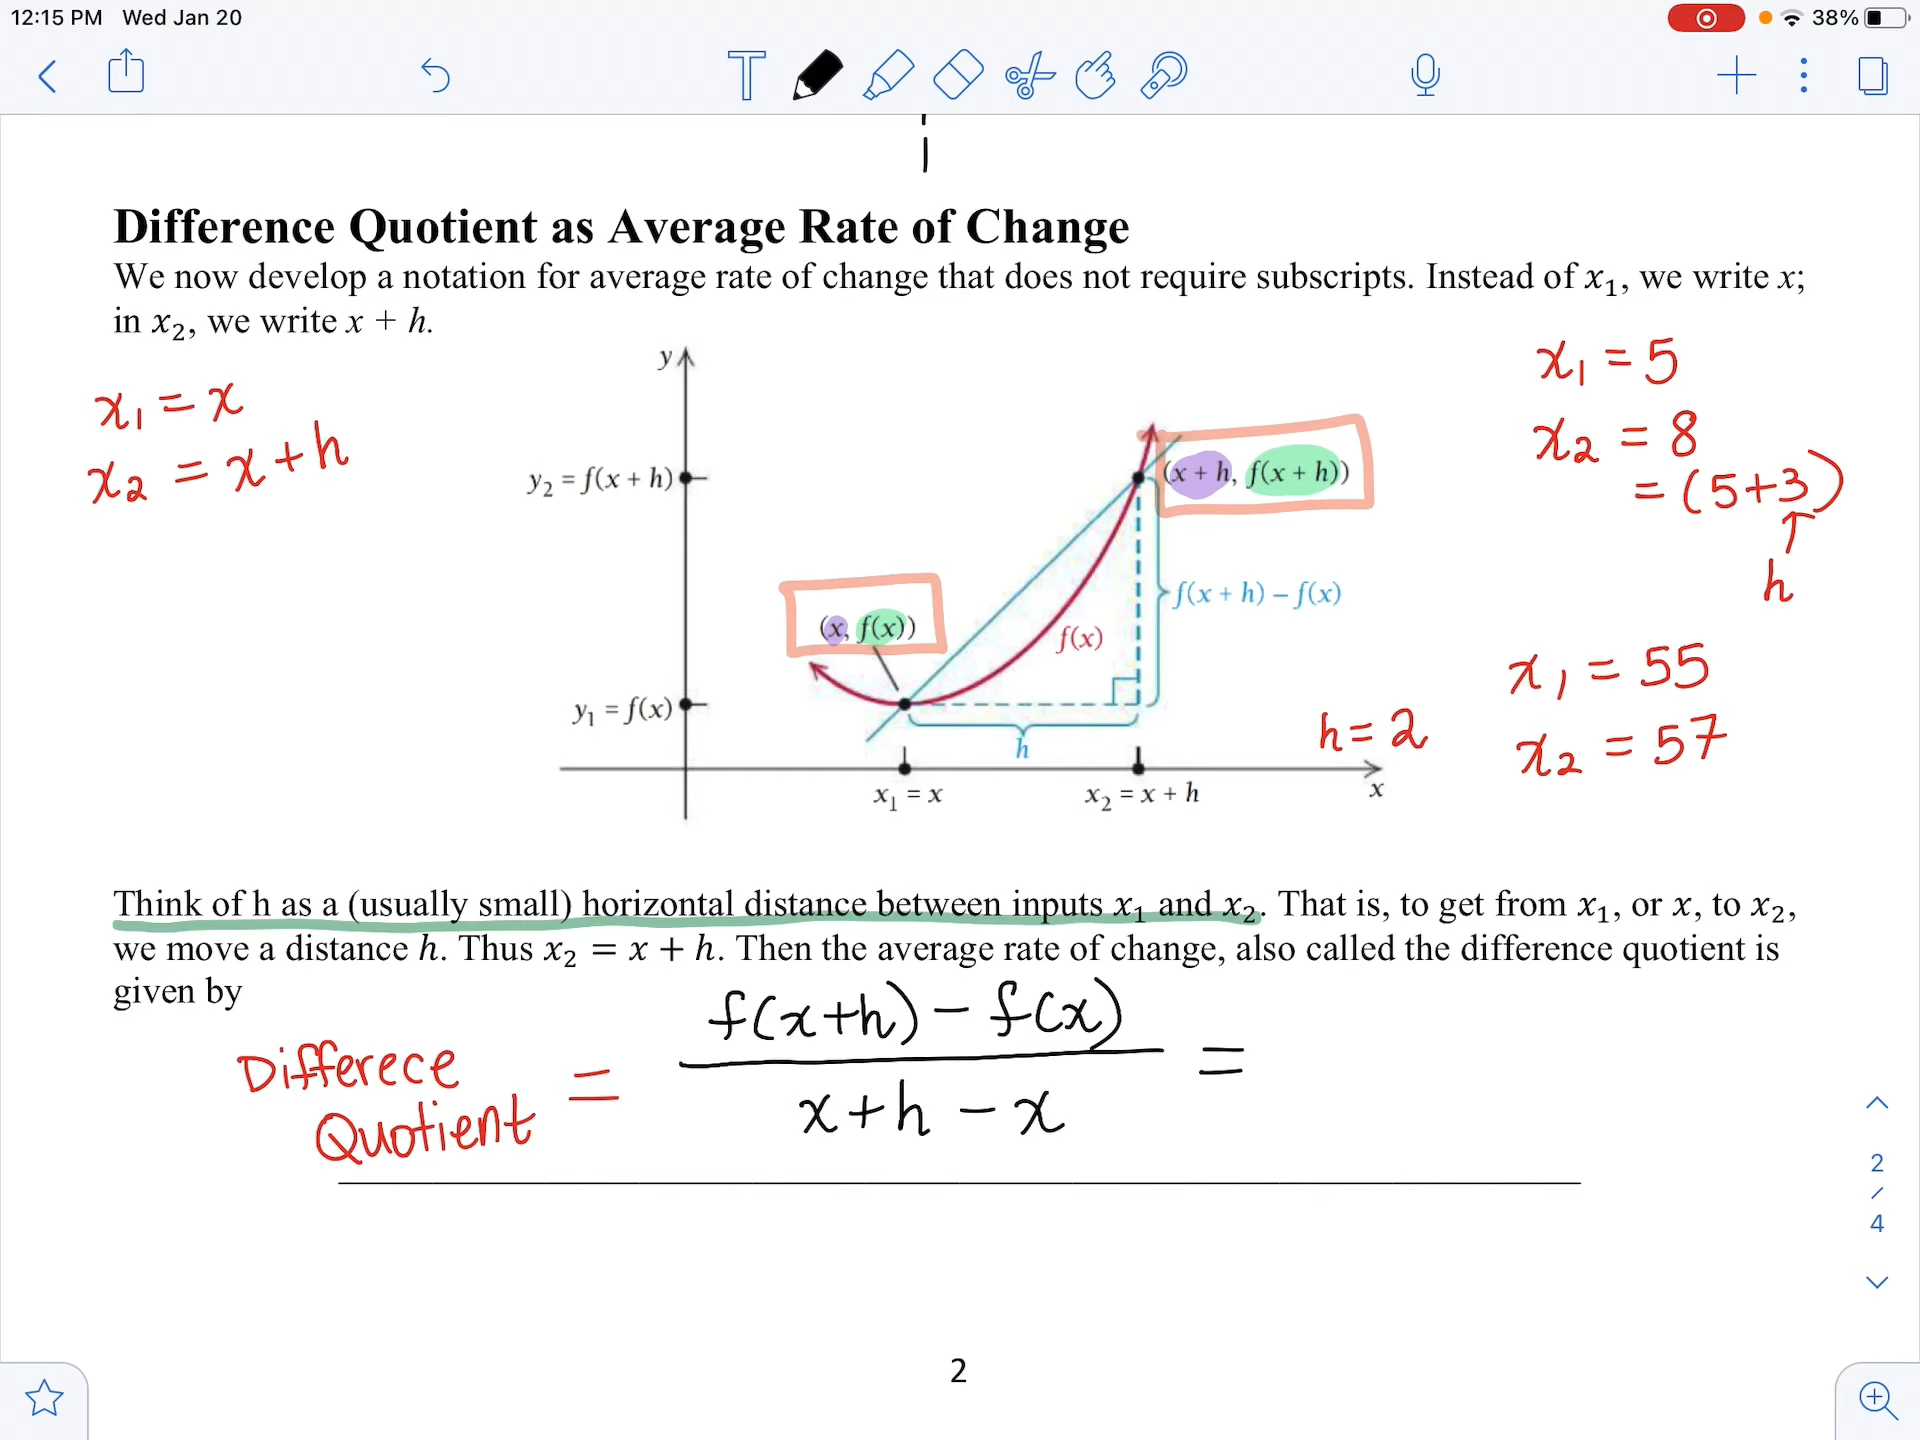 12:15 PM Wed Jan 20
38%
T
Difference Quotient as Average Rate of Change
We now develop a notation for average rate of change that does not require subscripts. Instead of x₁, we write x;
in x₂, we write x + h.
x₁ = x
x₂ = x+h
x₁ = 5
x₂ = 8
= (5+3)
h
x₁ = 55
x₂ = 57
h = 2
y
y₂ = f(x + h)
(x + h, f(x + h))
f(x + h) – f(x)
(x, f(x))
f(x)
y₁ = f(x)
h
x₁ = x
x₂ = x + h
x
Think of h as a (usually small) horizontal distance between inputs x₁ and x₂. That is, to get from x₁, or x, to x₂,
we move a distance h. Thus x₂ = x + h. Then the average rate of change, also called the difference quotient is
given by
Differece
Quotient =
f(x+h) – f(x)
x+h – x
=
2
/
4
2